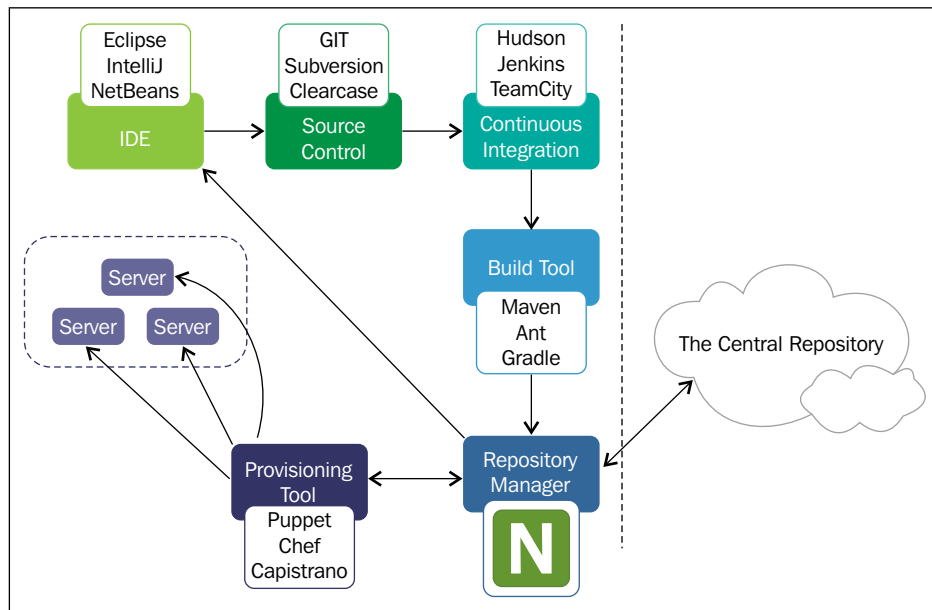 Eclipse
IntelliJ
NetBeans
IDE
GIT
Subversion
Clearcase
Source
Control
Hudson
Jenkins
TeamCity
Continuous
Integration
Build Tool
Maven
Ant
Gradle
Server
Server
Server
The Central Repository
Provisioning
Tool
Puppet
Chef
Capistrano
Repository
Manager
N